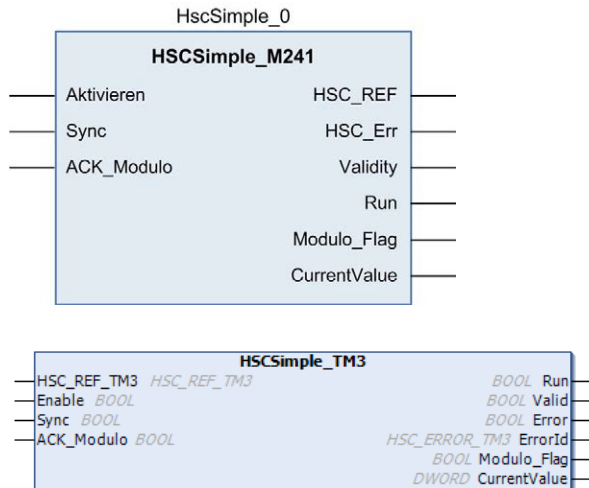 HscSimple_0
HSCSimple_M241
Aktivieren HSC_REF
Sync HSC_Err
ACK_Modulo Validity
Run
Modulo_Flag
CurrentValue
HSCSimple_TM3
HSC_REF_TM3 HSC_REF_TM3 BOOL Run
Enable BOOL BOOL Valid
Sync BOOL BOOL Error
ACK_Modulo BOOL HSC_ERROR_TM3 ErrorId
BOOL Modulo_Flag
DWORD CurrentValue